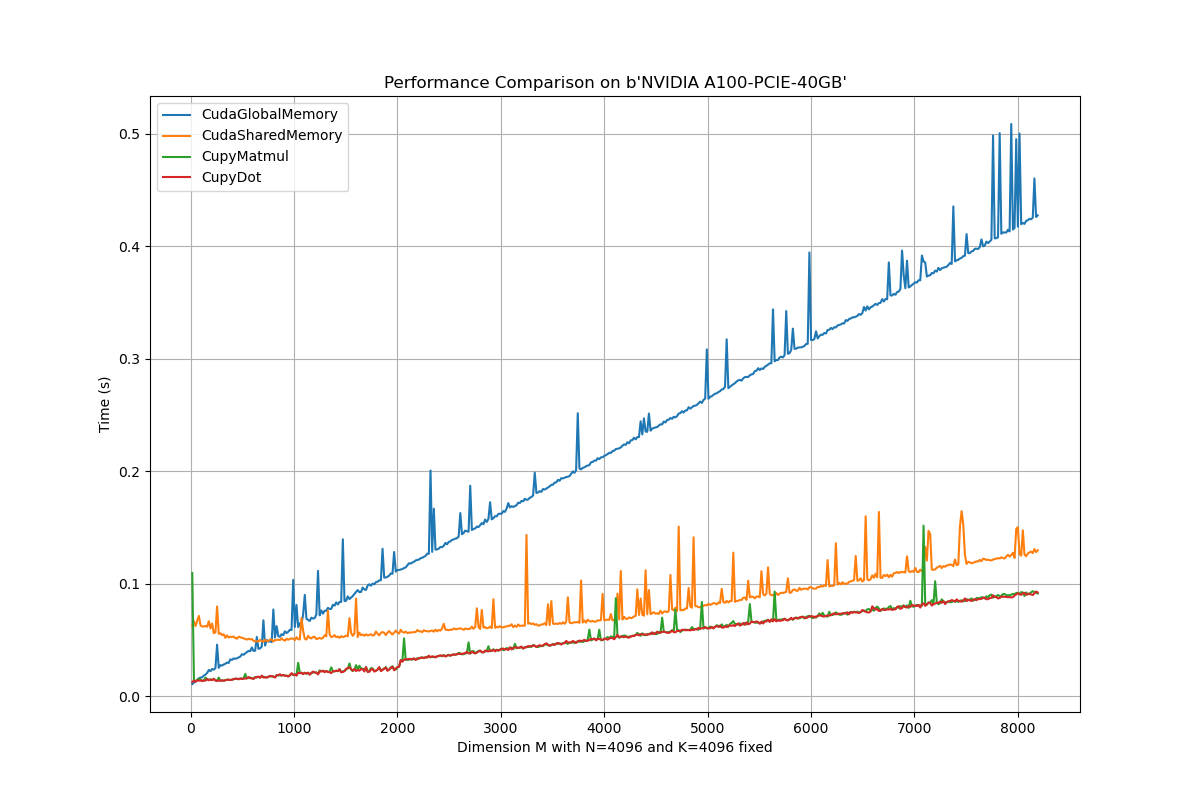 Performance Comparison on b'NVIDIA A100-PCIE-40GB'
CudaGlobalMemory
CudaSharedMemory
CupyMatmul
CupyDot
Time (s)
0.5
0.4
0.3
0.2
0.1
0.0
0 1000 2000 3000 4000 5000 6000 7000 8000
Dimension M with N=4096 and K=4096 fixed